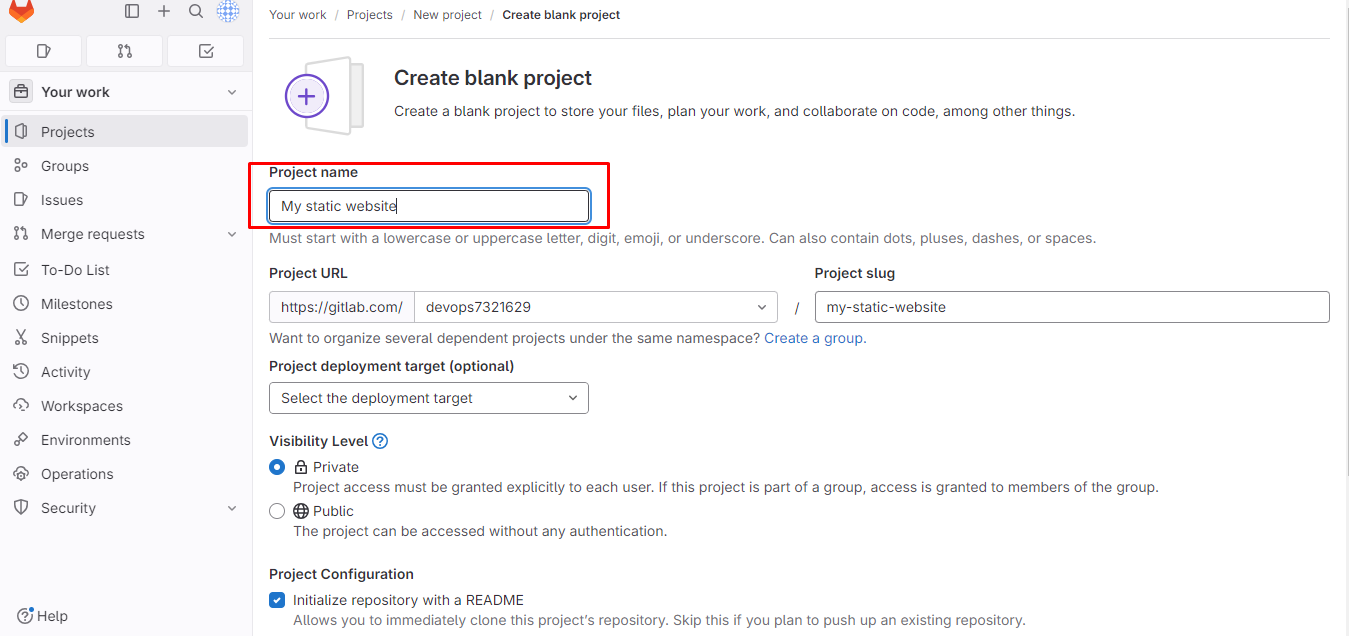 Your work / Projects / New project / Create blank project
Your work
Projects
Groups
Issues
Merge requests
To-Do List
Milestones
Snippets
Activity
Workspaces
Environments
Operations
Security
Help
Create blank project
Create a blank project to store your files, plan your work, and collaborate on code, among other things.
Project name
My static website
Must start with a lowercase or uppercase letter, digit, emoji, or underscore. Can also contain dots, pluses, dashes, or spaces.
Project URL
https://gitlab.com/ devops7321629
/
Project slug
my-static-website
Want to organize several dependent projects under the same namespace? Create a group.
Project deployment target (optional)
Select the deployment target
Visibility Level
Private
Project access must be granted explicitly to each user. If this project is part of a group, access is granted to members of the group.
Public
The project can be accessed without any authentication.
Project Configuration
Initialize repository with a README
Allows you to immediately clone this project's repository. Skip this if you plan to push up an existing repository.